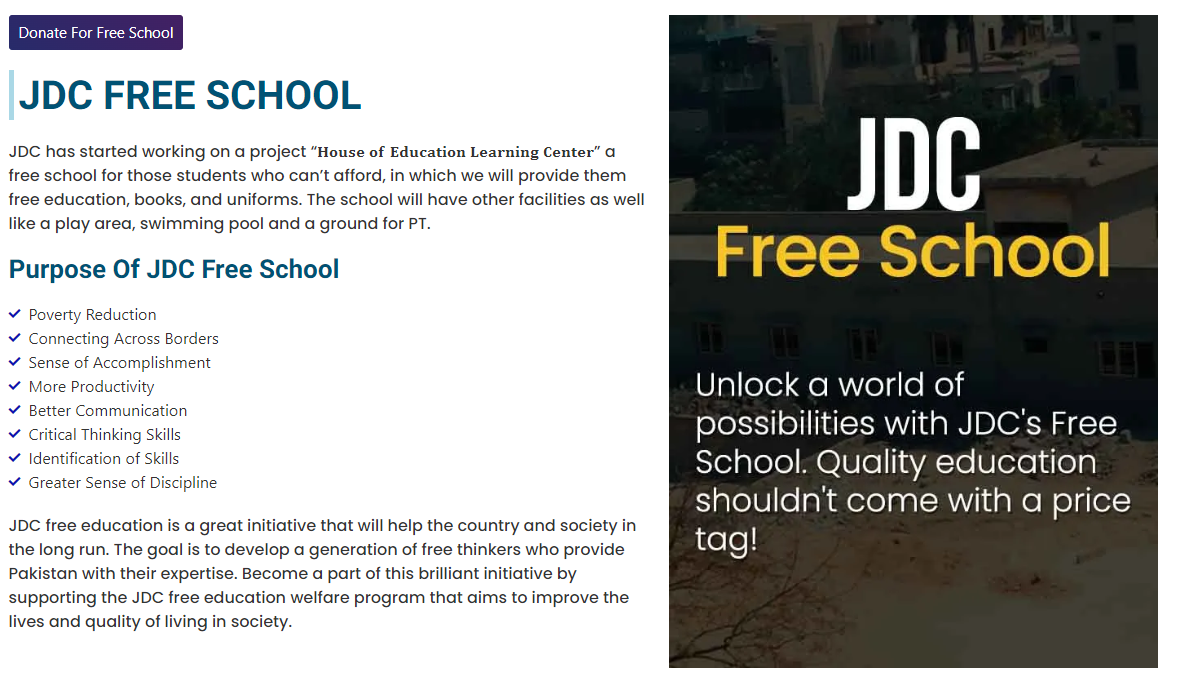 Donate For Free School
JDC FREE SCHOOL
JDC has started working on a project “House of Education Learning Center” a
free school for those students who can’t afford, in which we will provide them
free education, books, and uniforms. The school will have other facilities as well
like a play area, swimming pool and a ground for PT.
Purpose Of JDC Free School
Poverty Reduction
Connecting Across Borders
Sense of Accomplishment
More Productivity
Better Communication
Critical Thinking Skills
Identification of Skills
Greater Sense of Discipline
JDC free education is a great initiative that will help the country and society in
the long run. The goal is to develop a generation of free thinkers who provide
Pakistan with their expertise. Become a part of this brilliant initiative by
supporting the JDC free education welfare program that aims to improve the
lives and quality of living in society.
JDC
Free School
Unlock a world of
possibilities with JDC's Free
School. Quality education
shouldn't come with a price
tag!